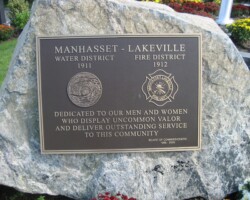 MANHASSET - LAKEVILLE
WATER DISTRICT FIRE DISTRICT
1911 1912
DEDICATED TO OUR MEN AND WOMEN
WHO DISPLAY UNCOMMON VALOR
AND DELIVER OUTSTANDING SERVICE
TO THIS COMMUNITY